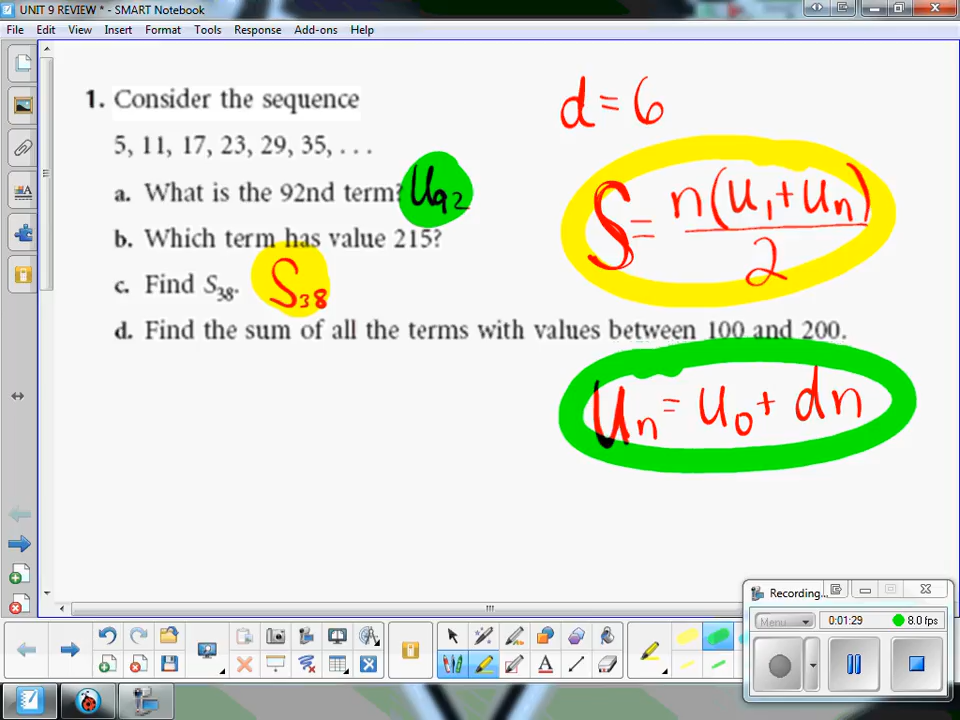 UNIT 9 REVIEW * - SMART Notebook
File Edit View Insert Format Tools Response Add-ons Help
1. Consider the sequence
5, 11, 17, 23, 29, 35, . . .
a. What is the 92nd term? u92
b. Which term has value 215?
c. Find S38. S38
d. Find the sum of all the terms with values between 100 and 200.
d = 6
S = n(u1 + un)
2
un = u0 + dn
Recording...
Menu 0:01:29 8.0 fps